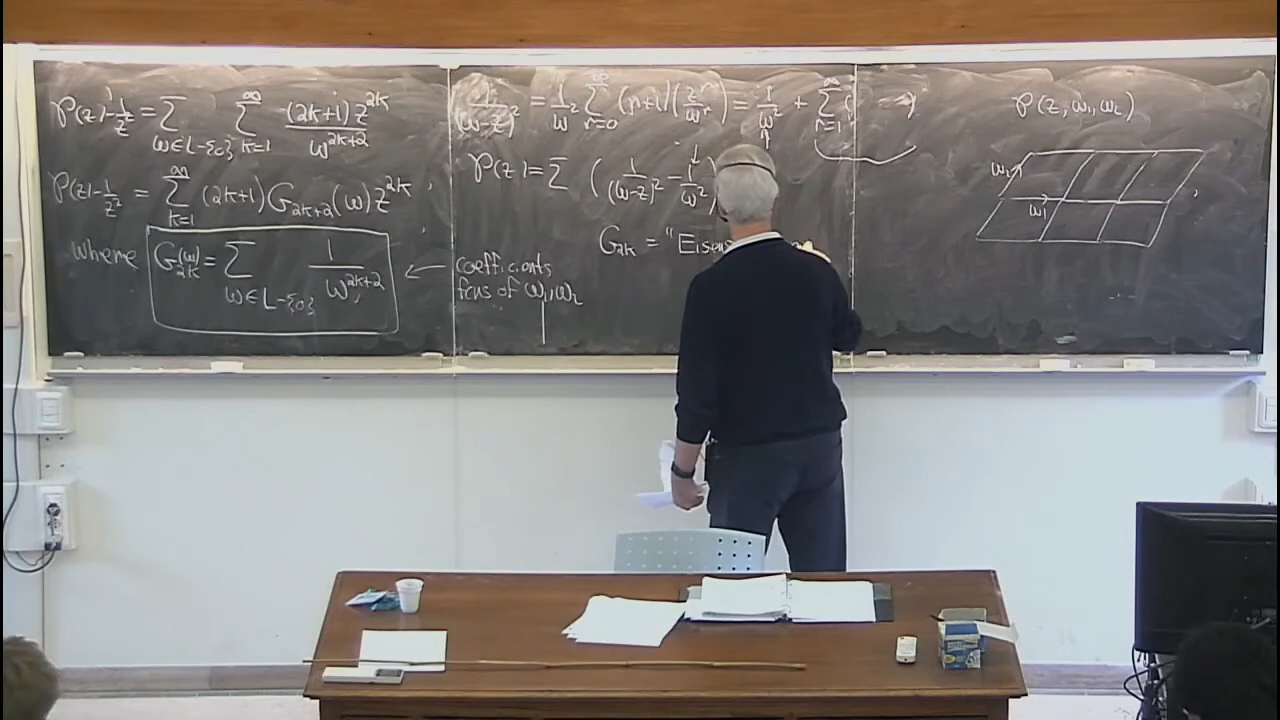 ℘(z) - 1/z = Σ_{ω∈L-{0}} Σ_{k=1}^∞ (2k+1)z^{2k} / ω^{2k+2}
℘(z) - 1/z² = Σ_{k=1}^∞ (2k+1) G_{2k+2}(ω) z^{2k}
where G_{2k}(ω) = Σ_{ω∈L-{0}} 1/ω^{2k+2} ←
1/(ω-z)² = 1/ω² Σ_{r=0}^∞ (r+1)(z^r/ω^r) = 1/ω² + Σ_{r=1}^∞ ( )
℘(z) = Σ (1/(ω-z)² - 1/ω²)
G_{2k} = "Eisens
coefficients
fcns of ω₁, ω₂
℘(z, ω₁, ω₂)
ω₂
ω₁